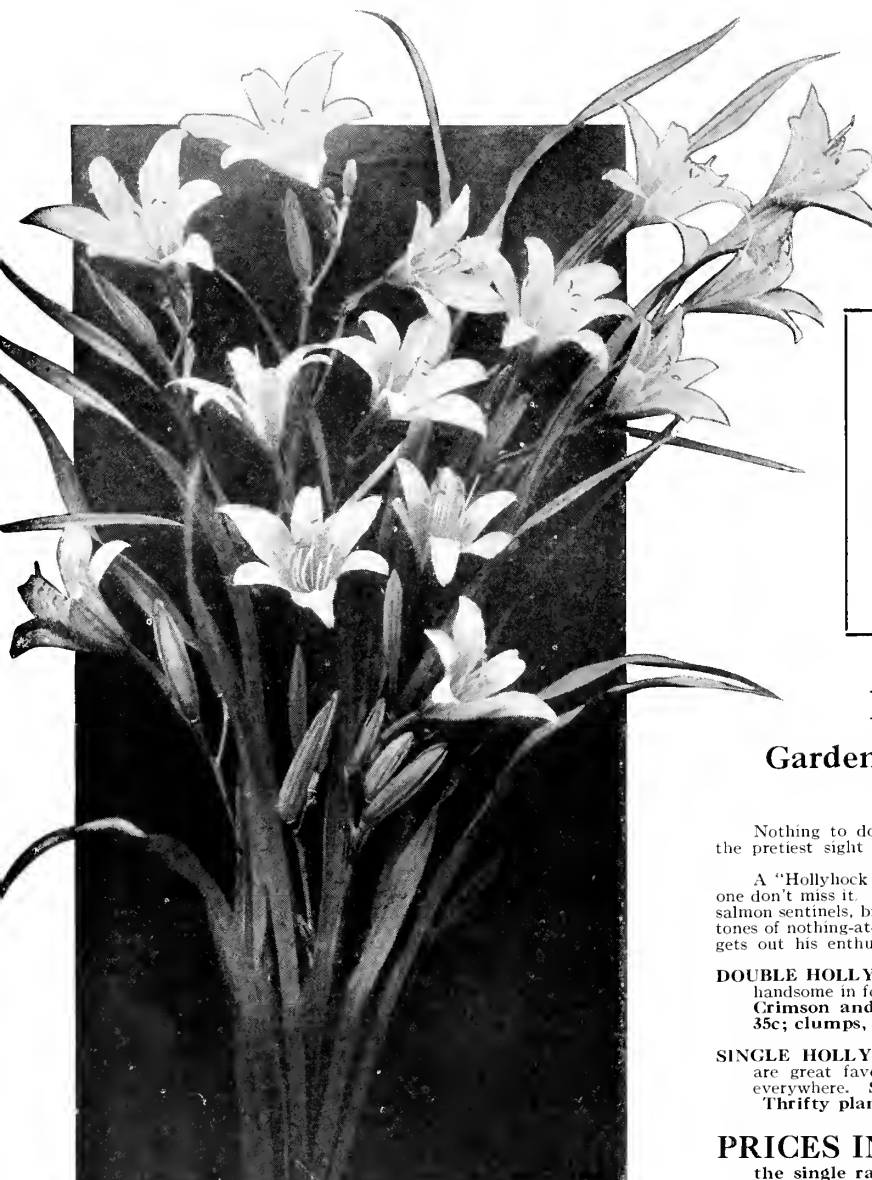 Garden
Nothing to do
the pretiest sight
A "Hollyhock
one don't miss it.
salmon sentinels, b
tones of nothing-at-
gets out his enthu
DOUBLE HOLLY
handsome in fo
Crimson and
35c; clumps,
SINGLE HOLLY
are great favo
everywhere. S
Thrifty plan
PRICES IN
the single ra